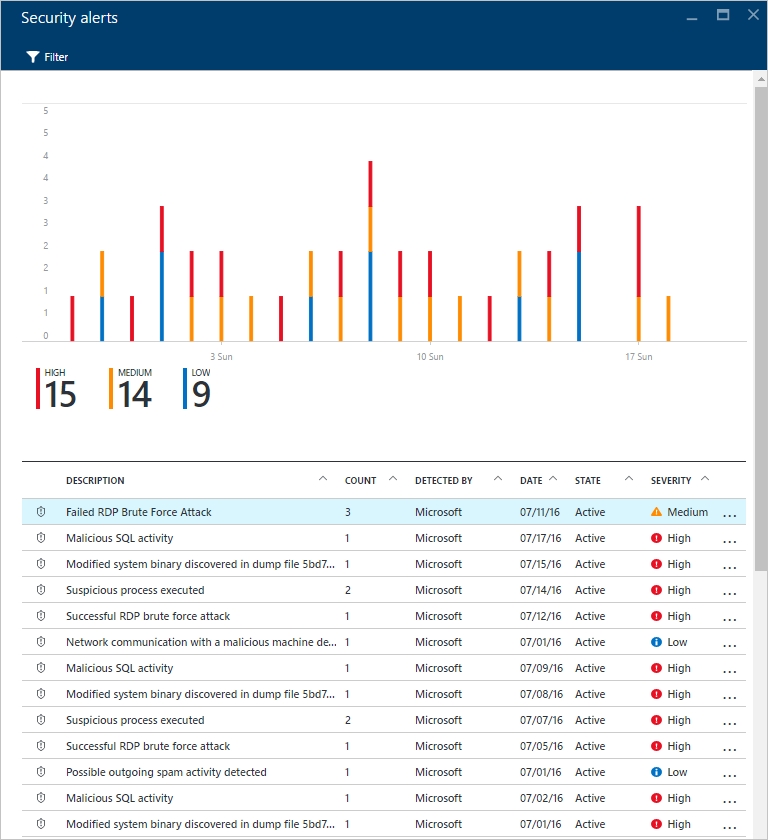 Security alerts
Filter
5
5
4
4
3
3
2
2
1
1
0
3 Sun 10 Sun 17 Sun
HIGH MEDIUM LOW
15 14 9
DESCRIPTION COUNT DETECTED BY DATE STATE SEVERITY
Failed RDP Brute Force Attack 3 Microsoft 07/11/16 Active Medium ...
Malicious SQL activity 1 Microsoft 07/17/16 Active High ...
Modified system binary discovered in dump file 5bd7... 1 Microsoft 07/15/16 Active High ...
Suspicious process executed 2 Microsoft 07/14/16 Active High ...
Successful RDP brute force attack 1 Microsoft 07/12/16 Active High ...
Network communication with a malicious machine de... 1 Microsoft 07/01/16 Active Low ...
Malicious SQL activity 1 Microsoft 07/09/16 Active High ...
Modified system binary discovered in dump file 5bd7... 1 Microsoft 07/08/16 Active High ...
Suspicious process executed 2 Microsoft 07/07/16 Active High ...
Successful RDP brute force attack 1 Microsoft 07/05/16 Active High ...
Possible outgoing spam activity detected 1 Microsoft 07/01/16 Active Low ...
Malicious SQL activity 1 Microsoft 07/02/16 Active High ...
Modified system binary discovered in dump file 5bd7... 1 Microsoft 07/01/16 Active High ...